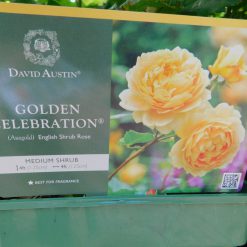 DAVID AUSTIN®
GOLDEN
CELEBRATION®
(Ausgold) English Shrub Rose
MEDIUM SHRUB
BEST FOR FRAGRANCE